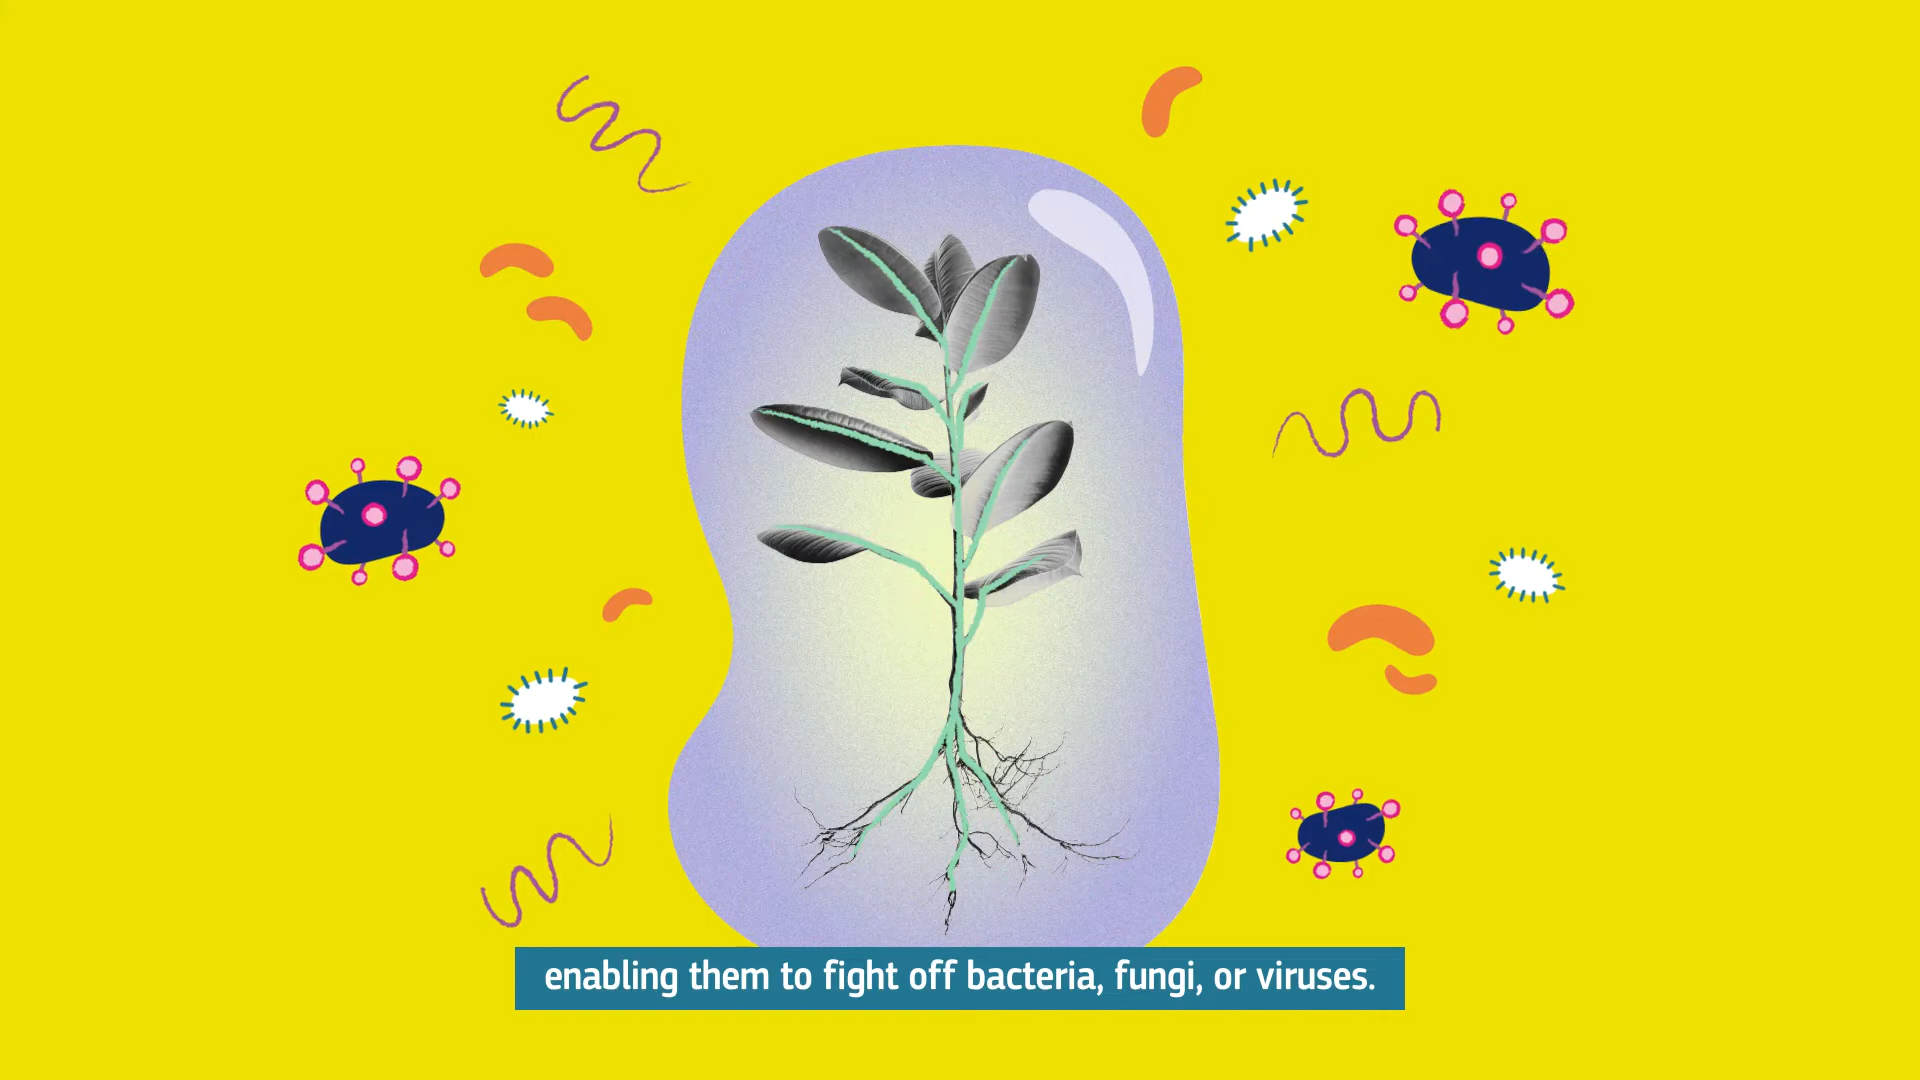 enabling them to fight off bacteria, fungi, or viruses.